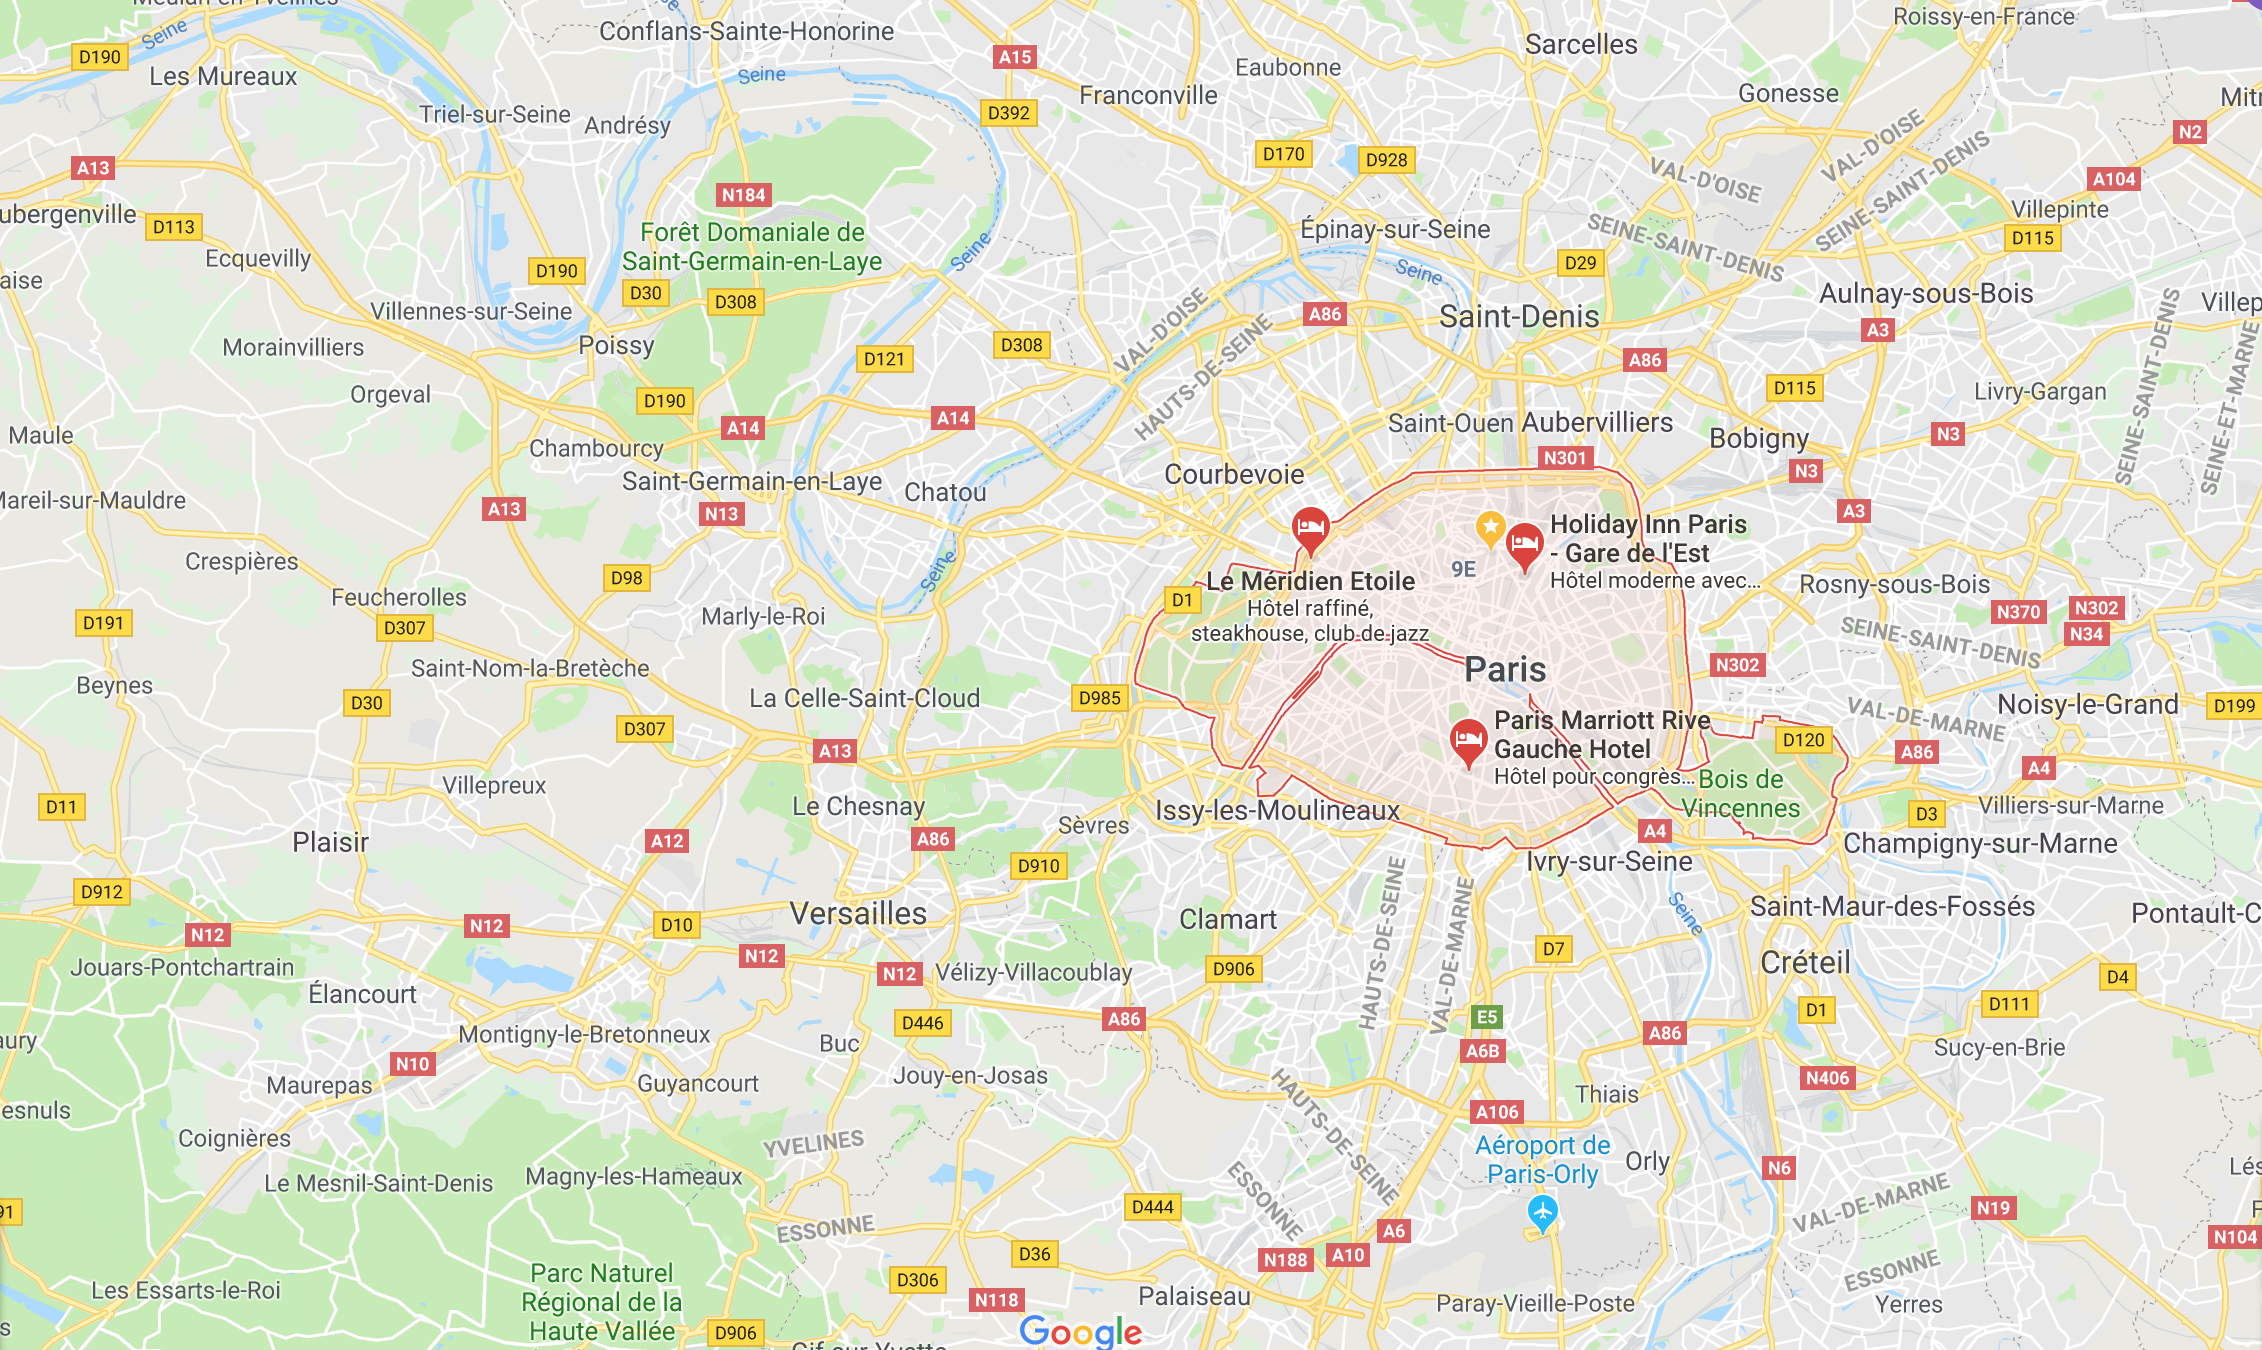 Meulan-en-Yvelines
Seine
Conflans-Sainte-Honorine
Seine
A15
Sarcelles
Roissy-en-France
D190
Les Mureaux
Seine
Eaubonne
Franconville
Gonesse
D392
Triel-sur-Seine
Andrésy
N2
VAL-D'OISE
D170
D928
A13
VAL-D'OISE
SEINE-SAINT-DENIS
A104
N184
D113
Villepinte
Forêt Domaniale de
Saint-Germain-en-Laye
Seine
Épinay-sur-Seine
SEINE-SAINT-DENIS
D115
Ecquevilly
D190
Seine
D29
D30
D308
Aulnay-sous-Bois
Villennes-sur-Seine
VAL-D'OISE
A86
Saint-Denis
A3
Morainvilliers
Poissy
D121
D308
HAUTS-DE-SEINE
A86
SEINE-SAINT-DENIS
SEINE-ET-MARNE
Orgeval
D190
D115
Livry-Gargan
A14
A14
Maule
Chambourcy
Saint-Ouen
Aubervilliers
Bobigny
N3
N301
N3
Saint-Germain-en-Laye
Courbevoie
Chatou
Mareil-sur-Mauldre
A13
N13
A3
Holiday Inn Paris
- Gare de l'Est
Hôtel moderne avec...
Crespières
Seine
9E
D98
Le Méridien Etoile
Hôtel raffiné,
steakhouse, club de jazz
Rosny-sous-Bois
Feucherolles
D1
N370
N302
D191
D307
Marly-le-Roi
N34
SEINE-SAINT-DENIS
Saint-Nom-la-Bretèche
Paris
N302
Beynes
D30
La Celle-Saint-Cloud
D985
Noisy-le-Grand
D199
D307
Paris Marriott Rive
Gauche Hotel
Hôtel pour congrès...
VAL-DE-MARNE
A13
D120
A86
A4
Villepreux
Bois de
Vincennes
D11
Le Chesnay
Issy-les-Moulineaux
Villiers-sur-Marne
D3
Plaisir
A12
A86
Sèvres
A4
Champigny-sur-Marne
D910
Ivry-sur-Seine
D912
Versailles
HAUTS-DE-SEINE
VAL-DE-MARNE
Seine
Saint-Maur-des-Fossés
Clamart
N12
N12
D10
D7
N12
Créteil
Jouars-Pontchartrain
N12
Vélizy-Villacoublay
D906
D4
Élancourt
D111
D1
Montigny-le-Bretonneux
D446
A86
E5
A86
Buc
A6B
Sucy-en-Brie
N10
Maurepas
Guyancourt
Jouy-en-Josas
N406
Thiais
HAUTS-DE-SEINE
A106
Coignières
YVELINES
Aéroport de
Paris-Orly
Orly
N6
Le Mesnil-Saint-Denis
Magny-les-Hameaux
ESSONNE
VAL-DE-MARNE
D444
N19
ESSONNE
A6
N104
D36
N188
A10
Parc Naturel
Régional de la
Haute Vallée
D306
ESSONNE
Les Essarts-le-Roi
N118
Palaiseau
Paray-Vieille-Poste
Yerres
D906
Google